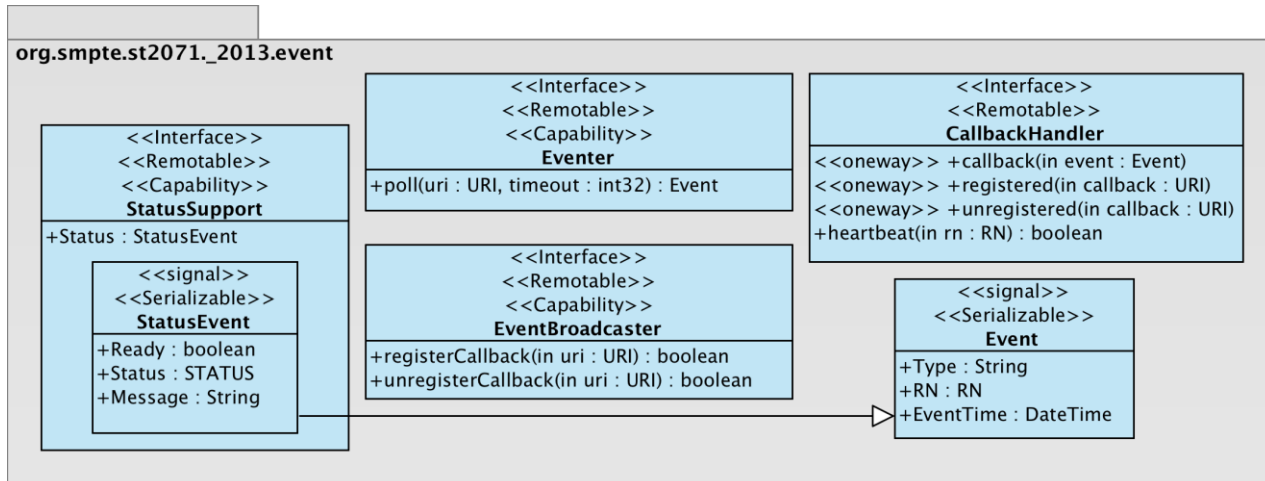 org.smpte.st2071._2013.event
<<Interface>>
<<Remotable>>
<<Capability>>
StatusSupport
+Status : StatusEvent
<<signal>>
<<Serializable>>
StatusEvent
+Ready : boolean
+Status : STATUS
+Message : String
<<Interface>>
<<Remotable>>
<<Capability>>
Eventer
+poll(uri : URI, timeout : int32) : Event
<<Interface>>
<<Remotable>>
<<Capability>>
EventBroadcaster
+registerCallback(in uri : URI) : boolean
+unregisterCallback(in uri : URI) : boolean
<<Interface>>
<<Remotable>>
CallbackHandler
<<oneway>> +callback(in event : Event)
<<oneway>> +registered(in callback : URI)
<<oneway>> +unregistered(in callback : URI)
+heartbeat(in rn : RN) : boolean
<<signal>>
<<Serializable>>
Event
+Type : String
+RN : RN
+EventTime : DateTime